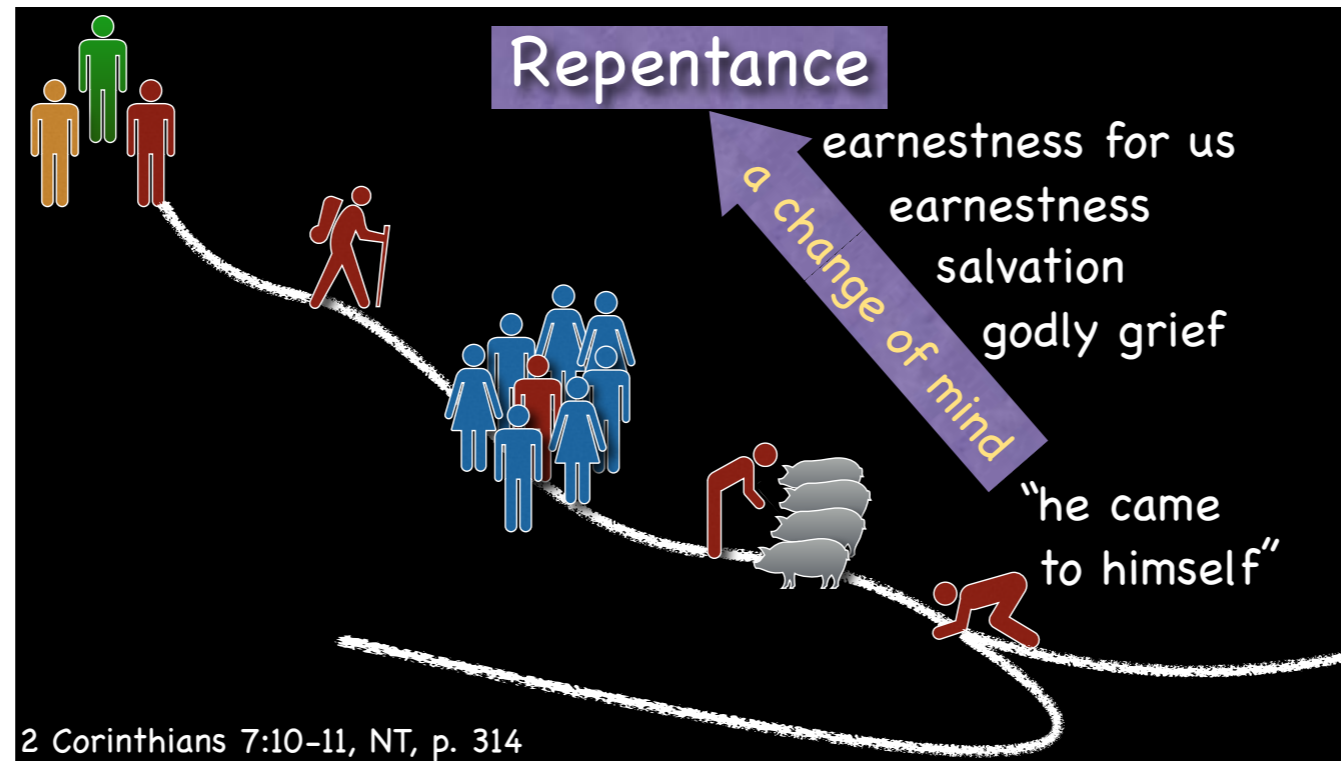 Repentance
earnestness for us
earnestness
salvation
godly grief
a change of mind
"he came
to himself"
2 Corinthians 7:10-11, NT, p. 314